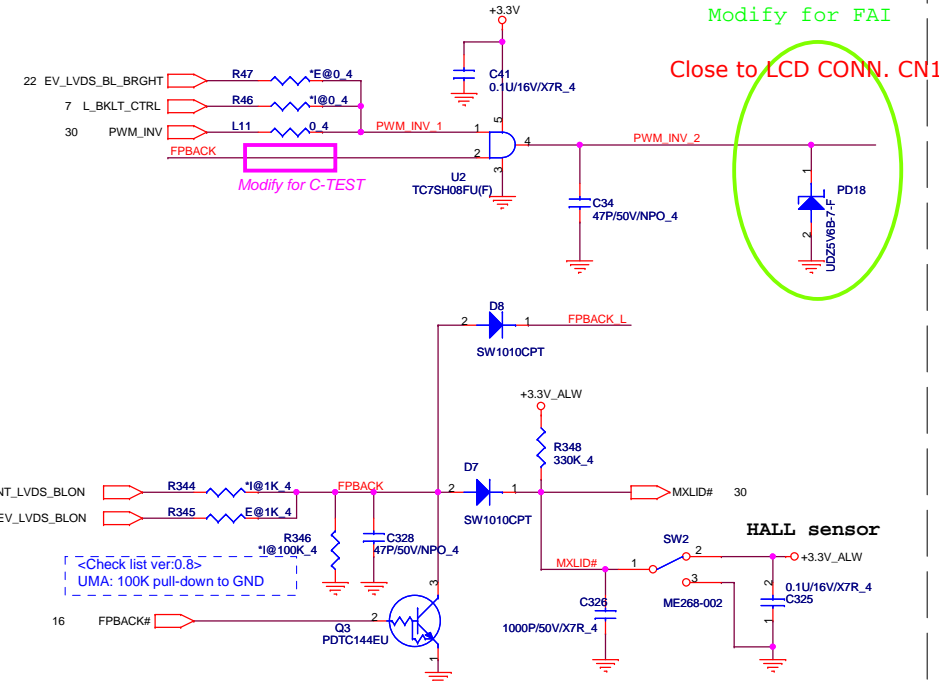 Modify for FAI
+3.3V
Close to LCD CONN. CN1
22 EV_LVDS_BL_BRGHT R47 *E@0_4
C41
0.1U/16V/X7R_4
7 L_BKLT_CTRL R46 *I@0_4
30 PWM_INV L11 0_4 PWM_INV_1 1 5 4 PWM_INV_2
FPBACK 2 3
Modify for C-TEST
U2
TC7SH08FU(F)
C34
47P/50V/NPO_4
1 PD18
2 UDZ5V6B-7-F
D8
2 1 FPBACK_L
SW1010CPT
+3.3V_ALW
R348
330K_4
D7
NT_LVDS_BLON R344 *I@1K_4 FPBACK 2 1 MXLID# 30
SW1010CPT
EV_LVDS_BLON R345 E@1K_4
HALL sensor
R346
*I@100K_4
C328
47P/50V/NPO_4
SW2
2 +3.3V_ALW
<Check list ver:0.8>
UMA: 100K pull-down to GND
MXLID# 1
3
ME268-002
2 0.1U/16V/X7R_4
C325
1
C326
1000P/50V/X7R_4
16 FPBACK# 2 3
Q3
PDTC144EU
1